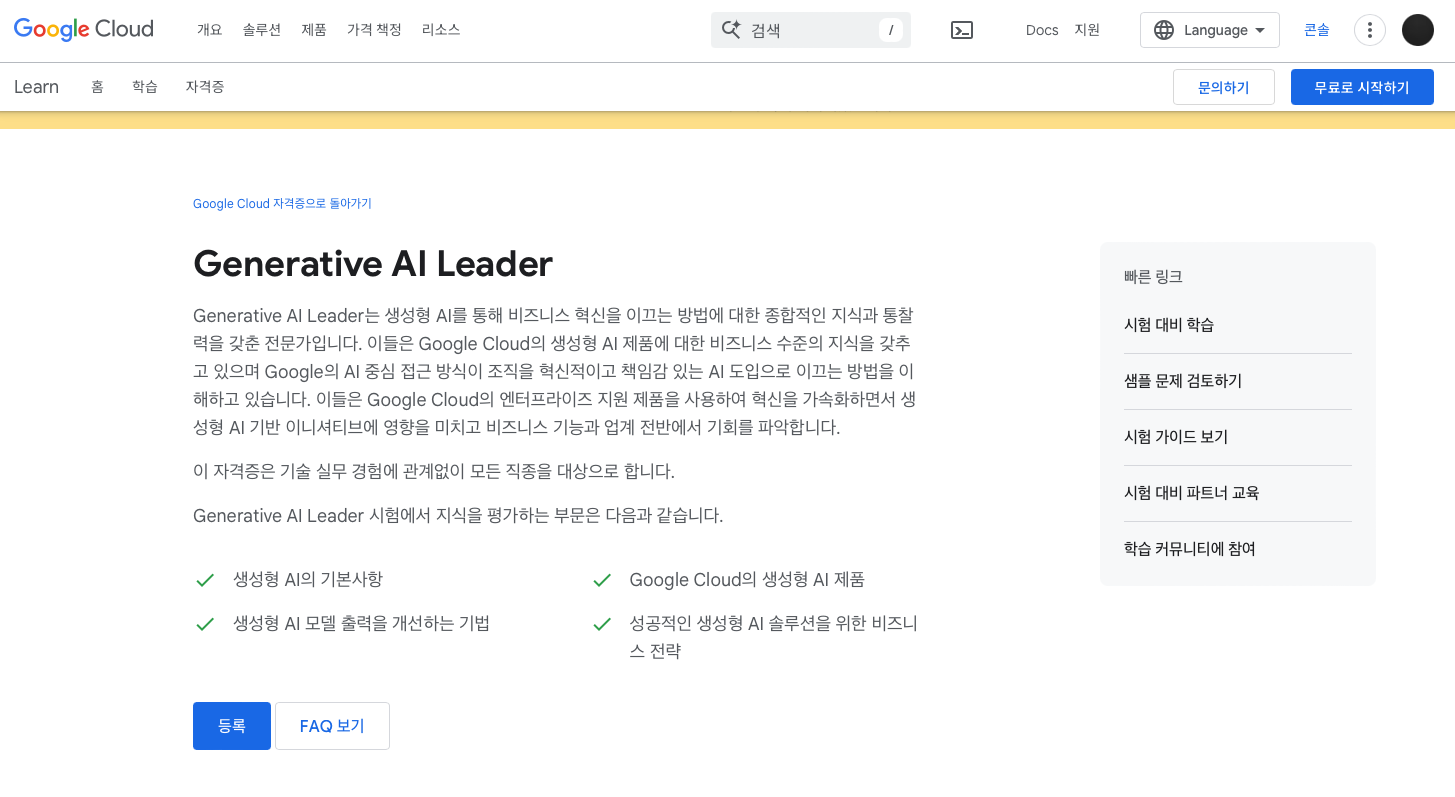 Google Cloud 개요 솔루션 제품 가격 책정 리소스 검색 / Docs 지원 Language 콘솔
Learn 홈 학습 자격증 문의하기 무료로 시작하기
Google Cloud 자격증으로 돌아가기
Generative AI Leader
Generative AI Leader는 생성형 AI를 통해 비즈니스 혁신을 이끄는 방법에 대한 종합적인 지식과 통찰
력을 갖춘 전문가입니다. 이들은 Google Cloud의 생성형 AI 제품에 대한 비즈니스 수준의 지식을 갖추
고 있으며 Google의 AI 중심 접근 방식이 조직을 혁신적이고 책임감 있는 AI 도입으로 이끄는 방법을 이
해하고 있습니다. 이들은 Google Cloud의 엔터프라이즈 지원 제품을 사용하여 혁신을 가속화하면서 생
성형 AI 기반 이니셔티브에 영향을 미치고 비즈니스 기능과 업계 전반에서 기회를 파악합니다.
이 자격증은 기술 실무 경험에 관계없이 모든 직종을 대상으로 합니다.
Generative AI Leader 시험에서 지식을 평가하는 부문은 다음과 같습니다.
생성형 AI의 기본사항
Google Cloud의 생성형 AI 제품
생성형 AI 모델 출력을 개선하는 기법
성공적인 생성형 AI 솔루션을 위한 비즈니
스 전략
등록 FAQ 보기
빠른 링크
시험 대비 학습
샘플 문제 검토하기
시험 가이드 보기
시험 대비 파트너 교육
학습 커뮤니티에 참여